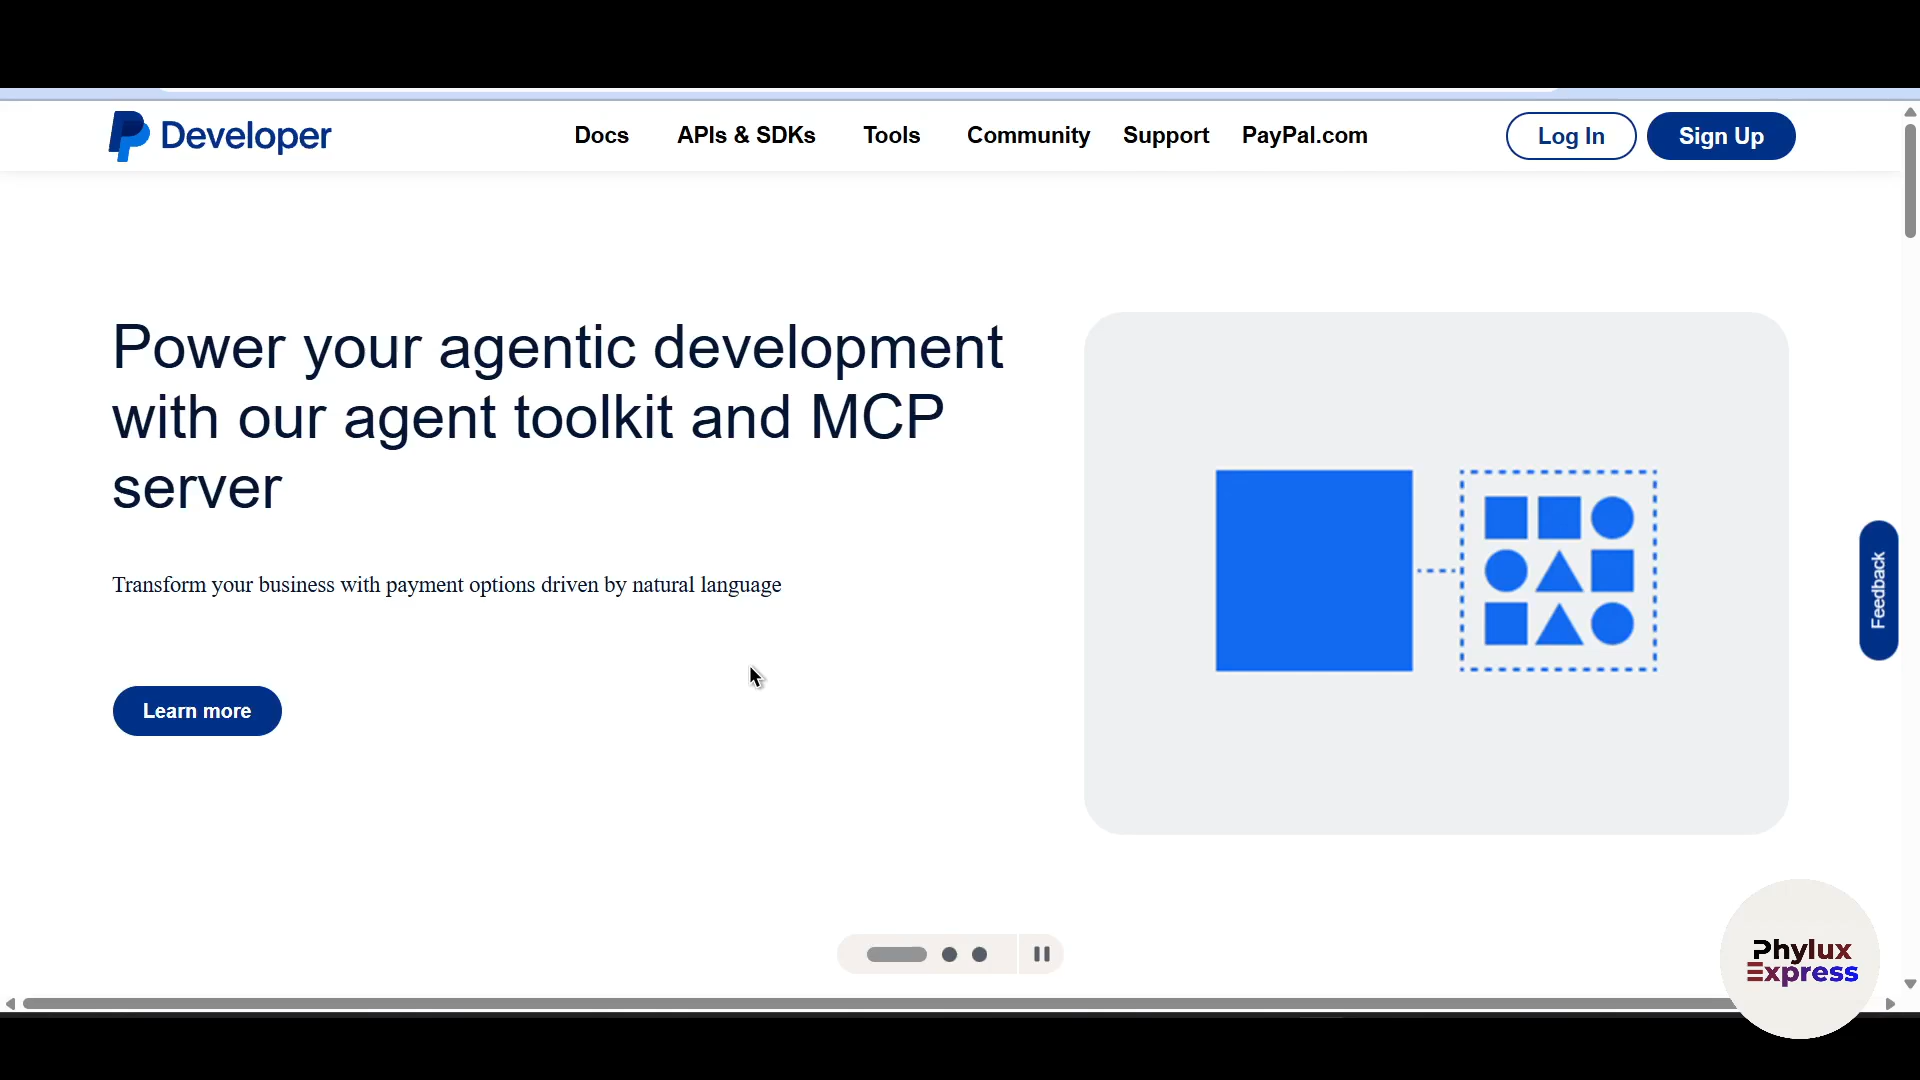 Developer
Docs
APIs & SDKs
Tools
Community
Support
PayPal.com
Log In
Sign Up
Power your agentic development
with our agent toolkit and MCP
server
Transform your business with payment options driven by natural language
Learn more
Feedback
Phylux
Express